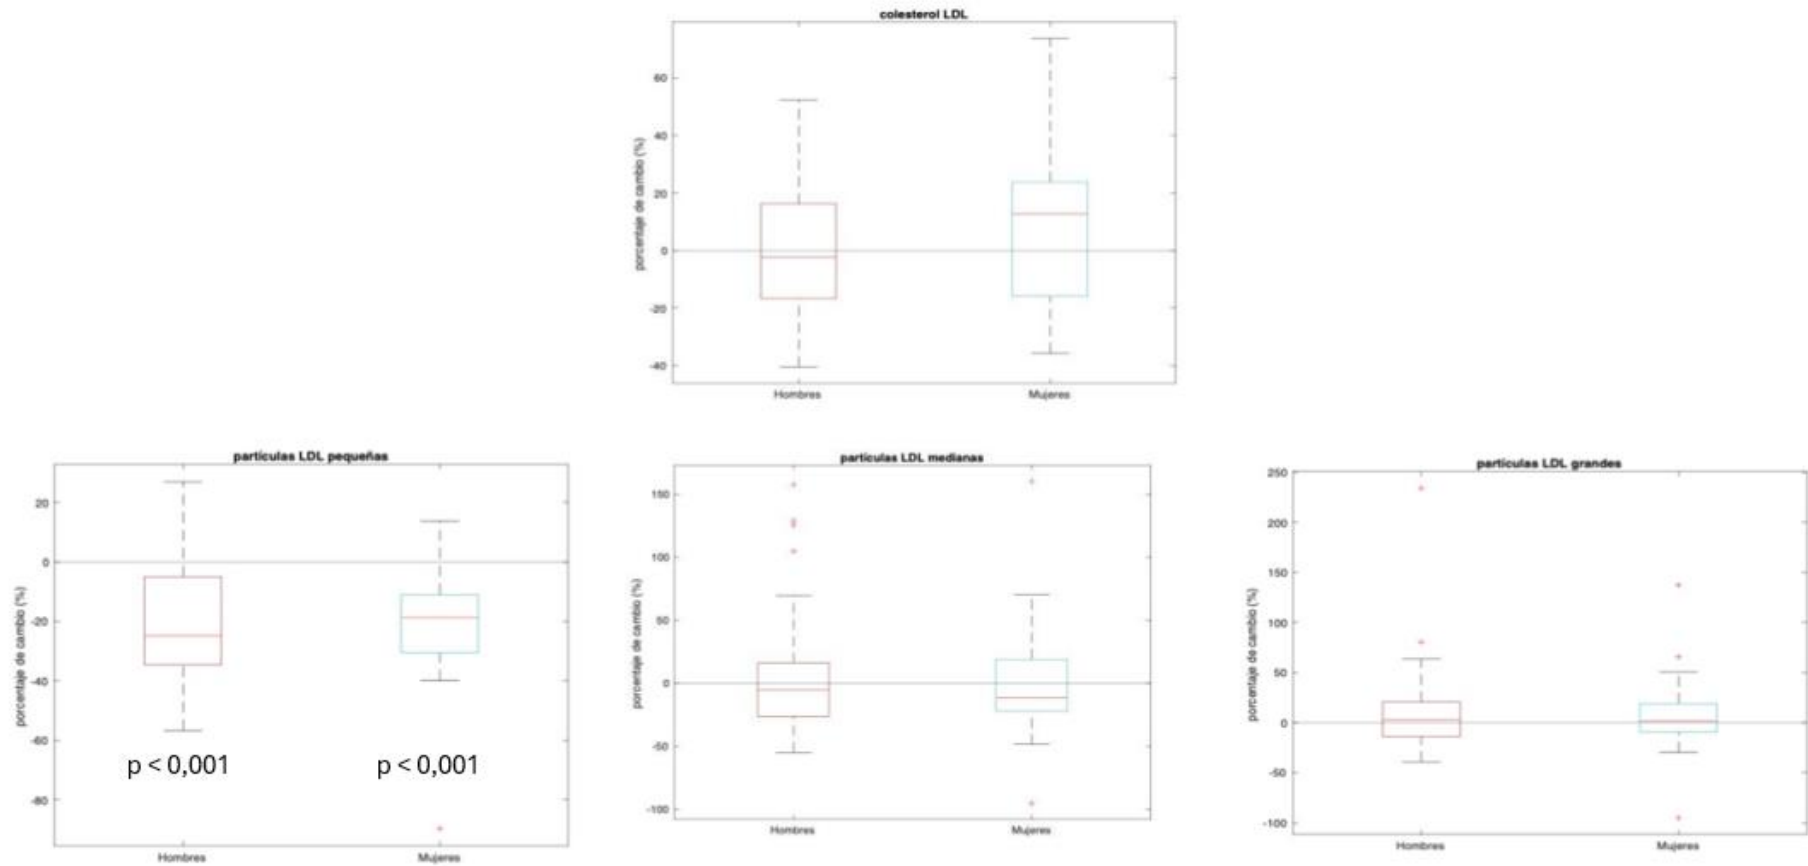 colesterol LDL
porcentaje de cambio (%)
60
40
20
0
-20
-40
Hombres
Mujeres
partículas LDL pequeñas
porcentaje de cambio (%)
20
0
-20
-40
-60
-80
p < 0,001
p < 0,001
Hombres
Mujeres
partículas LDL medianas
porcentaje de cambio (%)
150
100
50
0
-50
-100
Hombres
Mujeres
partículas LDL grandes
porcentaje de cambio (%)
250
200
150
100
50
0
-50
-100
Hombres
Mujeres